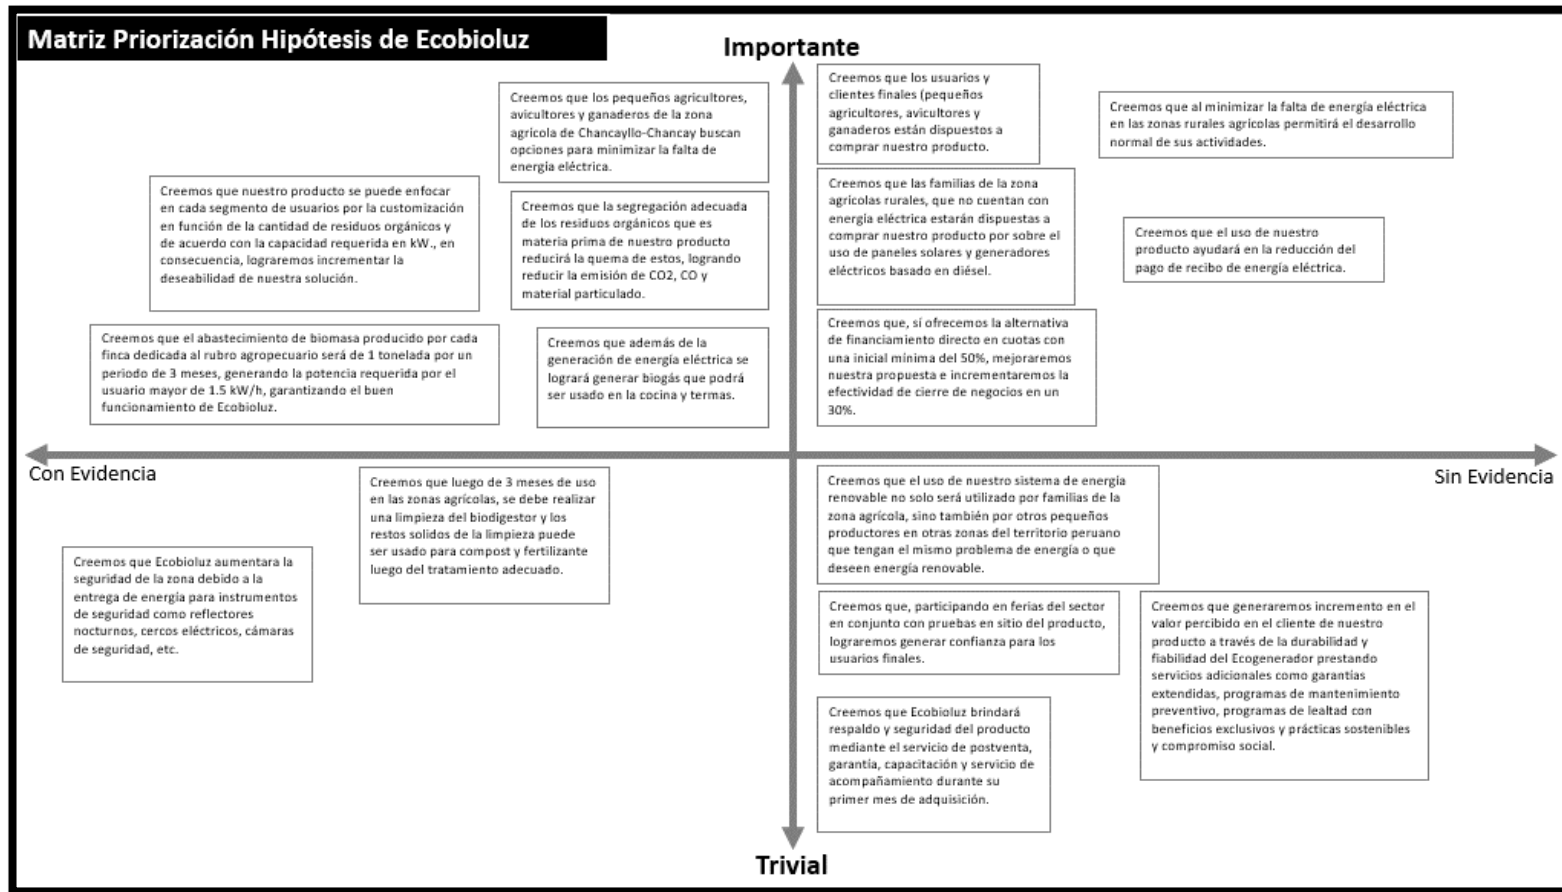 Matriz Priorización Hipótesis de Ecobioluz
Importante
Creemos que los pequeños agricultores,
avicultores y ganaderos de la zona
agrícola de Chancayllo-Chancay buscan
opciones para minimizar la falta de
energía eléctrica.
Creemos que nuestro producto se puede enfocar
en cada segmento de usuarios por la customización
en función de la cantidad de residuos orgánicos y
de acuerdo con la capacidad requerida en kW., en
consecuencia, lograremos incrementar la
deseabilidad de nuestra solución.
Creemos que la segregación adecuada
de los residuos orgánicos que es
materia prima de nuestro producto
reducirá la quema de estos, logrando
reducir la emisión de CO2, CO y
material particulado.
Creemos que el abastecimiento de biomasa producido por cada
finca dedicada al rubro agropecuario será de 1 tonelada por un
periodo de 3 meses, generando la potencia requerida por el
usuario mayor de 1.5 kW/h, garantizando el buen
funcionamiento de Ecobioluz.
Creemos que además de la
generación de energía eléctrica se
logrará generar biogás que podrá
ser usado en la cocina y termas.
Creemos que los usuarios y
clientes finales (pequeños
agricultores, avicultores y
ganaderos están dispuestos a
comprar nuestro producto.
Creemos que al minimizar la falta de energía eléctrica
en las zonas rurales agrícolas permitirá el desarrollo
normal de sus actividades.
Creemos que las familias de la zona
agrícolas rurales, que no cuentan con
energía eléctrica estarán dispuestas a
comprar nuestro producto por sobre el
uso de paneles solares y generadores
eléctricos basado en diésel.
Creemos que el uso de nuestro
producto ayudará en la reducción del
pago de recibo de energía eléctrica.
Creemos que, sí ofrecemos la alternativa
de financiamiento directo en cuotas con
una inicial mínima del 50%, mejoraremos
nuestra propuesta e incrementaremos la
efectividad de cierre de negocios en un
30%.
Con Evidencia
Sin Evidencia
Creemos que luego de 3 meses de uso
en las zonas agrícolas, se debe realizar
una limpieza del biodigestor y los
restos solidos de la limpieza puede
ser usado para compost y fertilizante
luego del tratamiento adecuado.
Creemos que Ecobioluz aumentara la
seguridad de la zona debido a la
entrega de energía para instrumentos
de seguridad como reflectores
nocturnos, cercos eléctricos, cámaras
de seguridad, etc.
Creemos que el uso de nuestro sistema de energía
renovable no solo será utilizado por familias de la
zona agrícola, sino también por otros pequeños
productores en otras zonas del territorio peruano
que tengan el mismo problema de energía o que
deseen energía renovable.
Creemos que, participando en ferias del sector
en conjunto con pruebas en sitio del producto,
lograremos generar confianza para los
usuarios finales.
Creemos que generaremos incremento en el
valor percibido en el cliente de nuestro
producto a través de la durabilidad y
fiabilidad del Ecogenerador prestando
servicios adicionales como garantías
extendidas, programas de mantenimiento
preventivo, programas de lealtad con
beneficios exclusivos y prácticas sostenibles
y compromiso social.
Creemos que Ecobioluz brindará
respaldo y seguridad del producto
mediante el servicio de postventa,
garantía, capacitación y servicio de
acompañamiento durante su
primer mes de adquisición.
Trivial